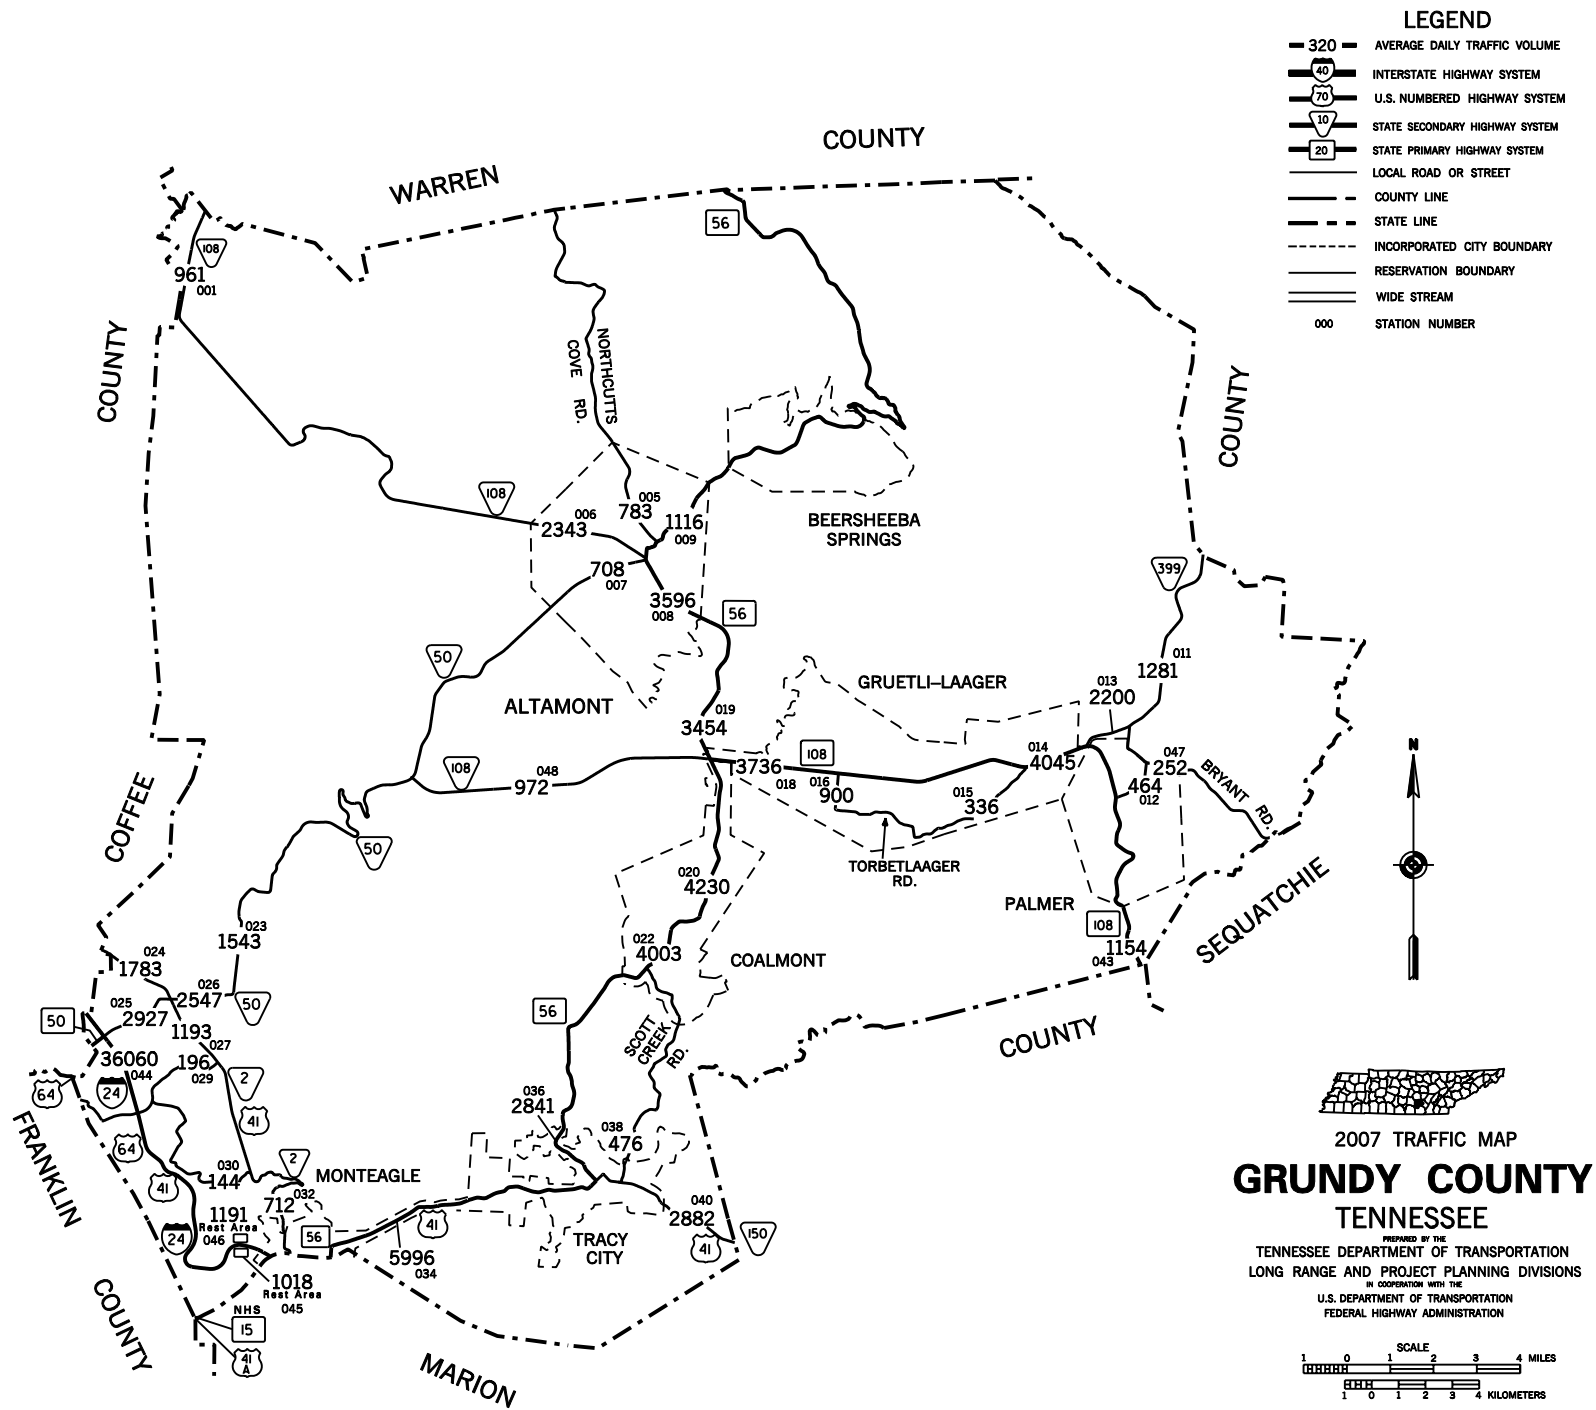 LEGEND
320 AVERAGE DAILY TRAFFIC VOLUME
40 INTERSTATE HIGHWAY SYSTEM
70 U.S. NUMBERED HIGHWAY SYSTEM
10 STATE SECONDARY HIGHWAY SYSTEM
20 STATE PRIMARY HIGHWAY SYSTEM
LOCAL ROAD OR STREET
COUNTY LINE
STATE LINE
INCORPORATED CITY BOUNDARY
RESERVATION BOUNDARY
WIDE STREAM
000 STATION NUMBER
WARREN COUNTY
56
108
961
001
COUNTY
NORTHCUTTS
COVE RD.
COUNTY
108
006
2343
005
783
1116
009
BEERSHEEBA
SPRINGS
708
007
399
3596
008
56
50
ALTAMONT
GRUETLI–LAAGER
011
1281
013
2200
019
3454
108
3736
018
014
4045
047
252
BRYANT RD.
464
012
108
048
972
016
900
015
336
N
COFFEE
50
TORBETLAAGER
RD.
020
4230
PALMER
SEQUATCHIE
108
1154
043
023
1543
022
4003
COALMONT
024
1783
026
2547
50
025
2927
50
56
1193
027
SCOTT
CREEK
RD.
COUNTY
36060
044
196
029
2
64
24
41
036
2841
64
038
476
FRANKLIN
2
MONTEAGLE
030
144
41
032
712
1191
Rest Area
046
24
56
41
040
2882
150
41
TRACY
CITY
5996
034
1018
Rest Area
045
NHS
15
41
A
COUNTY
MARION
2007 TRAFFIC MAP
GRUNDY COUNTY
TENNESSEE
PREPARED BY THE
TENNESSEE DEPARTMENT OF TRANSPORTATION
LONG RANGE AND PROJECT PLANNING DIVISIONS
IN COOPERATION WITH THE
U.S. DEPARTMENT OF TRANSPORTATION
FEDERAL HIGHWAY ADMINISTRATION
SCALE
1 0 1 2 3 4 MILES
1 0 1 2 3 4 KILOMETERS